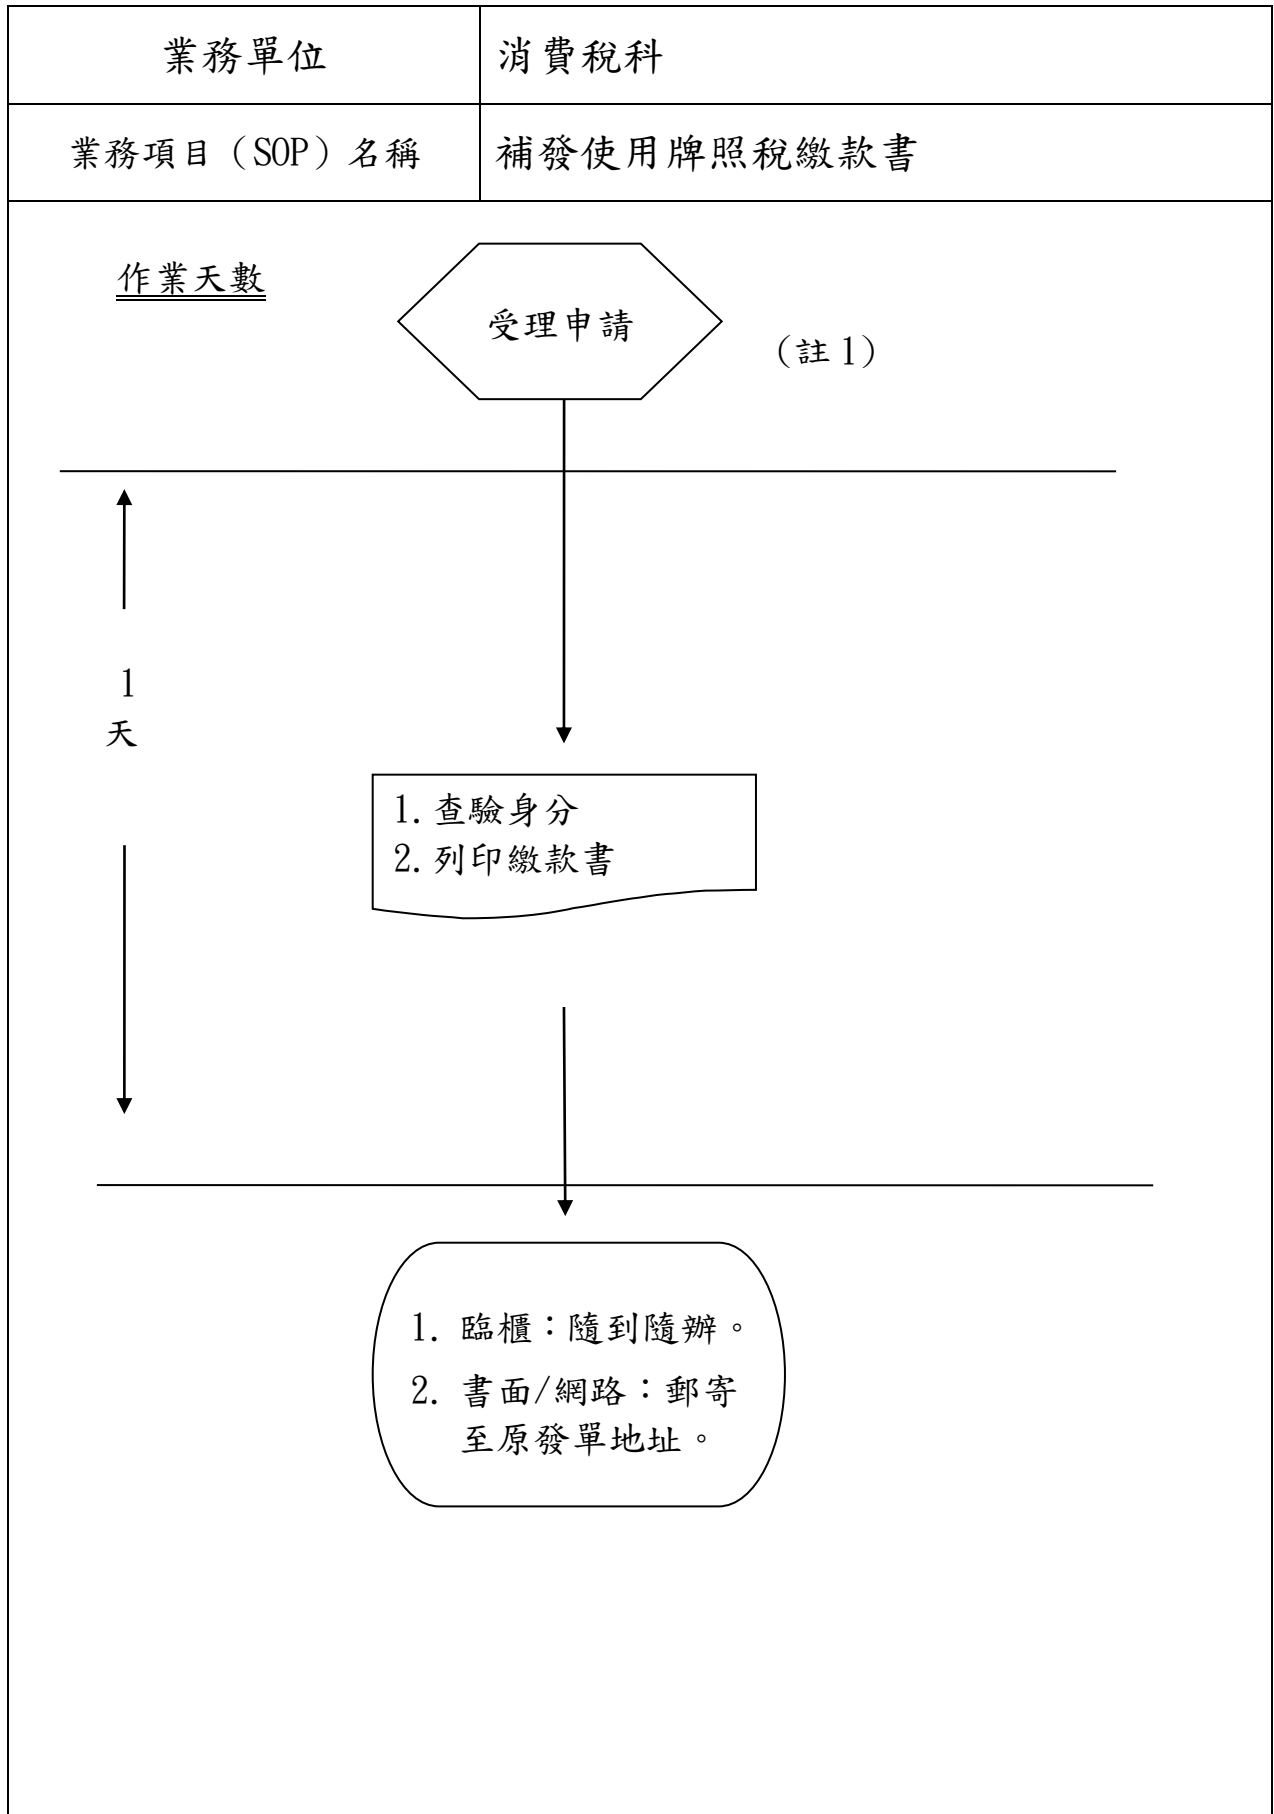 業務單位
消費稅科
業務項目（SOP）名稱
補發使用牌照稅繳款書
作業天數
受理申請
（註 1）
1
天
1. 查驗身分
2. 列印繳款書
1. 臨櫃：隨到隨辦。
2. 書面/網路：郵寄
至原發單地址。